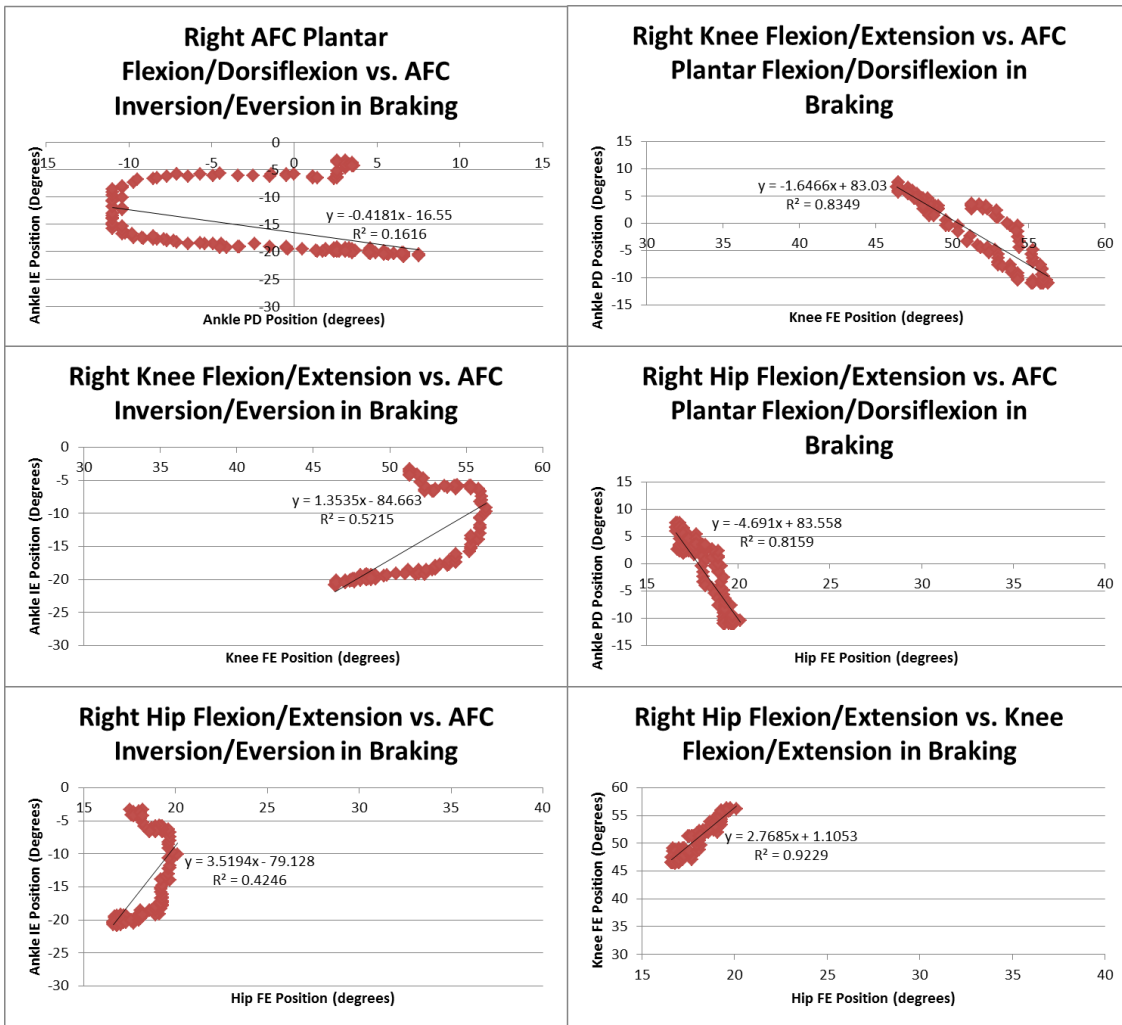 Right AFC Plantar
Flexion/Dorsiflexion vs. AFC
Inversion/Eversion in Braking
0
15 -10 -5 0 5 10 15
-5
-10
-15
-20
-25
-30
y = -0.4181x - 16.55
R² = 0.1616
Ankle IE Position (Degrees)
Ankle PD Position (degrees)
Right Knee Flexion/Extension vs. AFC
Plantar Flexion/Dorsiflexion in
Braking
15
10
5
0
-5
-10
-15
30 35 40 45 50 55 60
y = -1.6466x + 83.03
R² = 0.8349
Ankle PD Position (Degrees)
Knee FE Position (degrees)
Right Knee Flexion/Extension vs. AFC
Inversion/Eversion in Braking
0
30 35 40 45 50 55 60
-5
-10
-15
-20
-25
-30
y = 1.3535x - 84.663
R² = 0.5215
Ankle IE Position (Degrees)
Knee FE Position (degrees)
Right Hip Flexion/Extension vs. AFC
Plantar Flexion/Dorsiflexion in
Braking
15
10
5
0
-5
-10
-15
15 20 25 30 35 40
y = -4.691x + 83.558
R² = 0.8159
Ankle PD Position (Degrees)
Hip FE Position (degrees)
Right Hip Flexion/Extension vs. AFC
Inversion/Eversion in Braking
0
15 20 25 30 35 40
-5
-10
-15
-20
-25
-30
y = 3.5194x - 79.128
R² = 0.4246
Ankle IE Position (Degrees)
Hip FE Position (degrees)
Right Hip Flexion/Extension vs. Knee
Flexion/Extension in Braking
60
55
50
45
40
35
30
15 20 25 30 35 40
y = 2.7685x + 1.1053
R² = 0.9229
Knee FE Position (Degrees)
Hip FE Position (degrees)